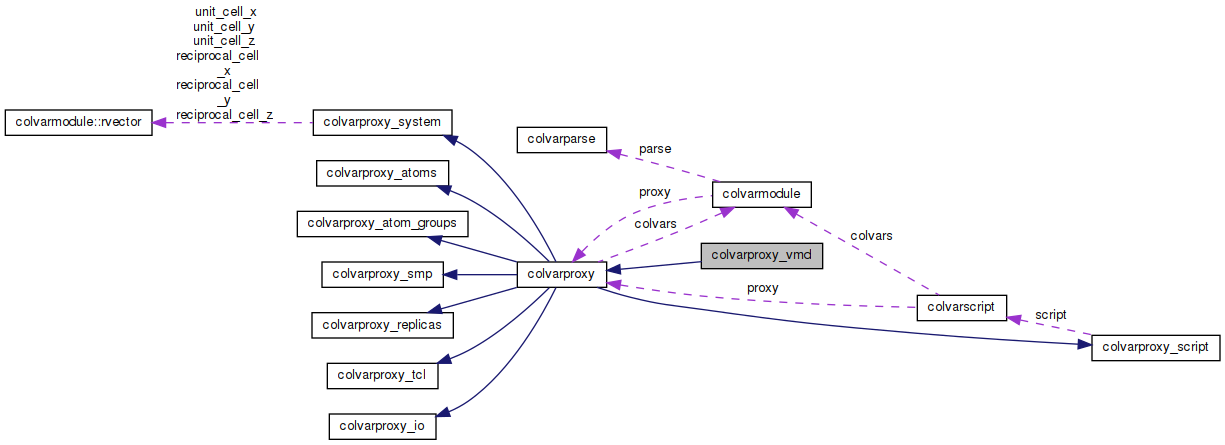 unit_cell_x
unit_cell_y
unit_cell_z
reciprocal_cell
_x
reciprocal_cell
_y
reciprocal_cell_z
colvarmodule::rvector
colvarproxy_system
colvarparse
parse
colvarproxy_atoms
proxy
colvarmodule
colvarproxy_atom_groups
colvars
colvars
colvarproxy_vmd
colvarproxy_smp
colvarproxy
proxy
colvarscript
script
colvarproxy_replicas
colvarproxy_script
colvarproxy_tcl
colvarproxy_io